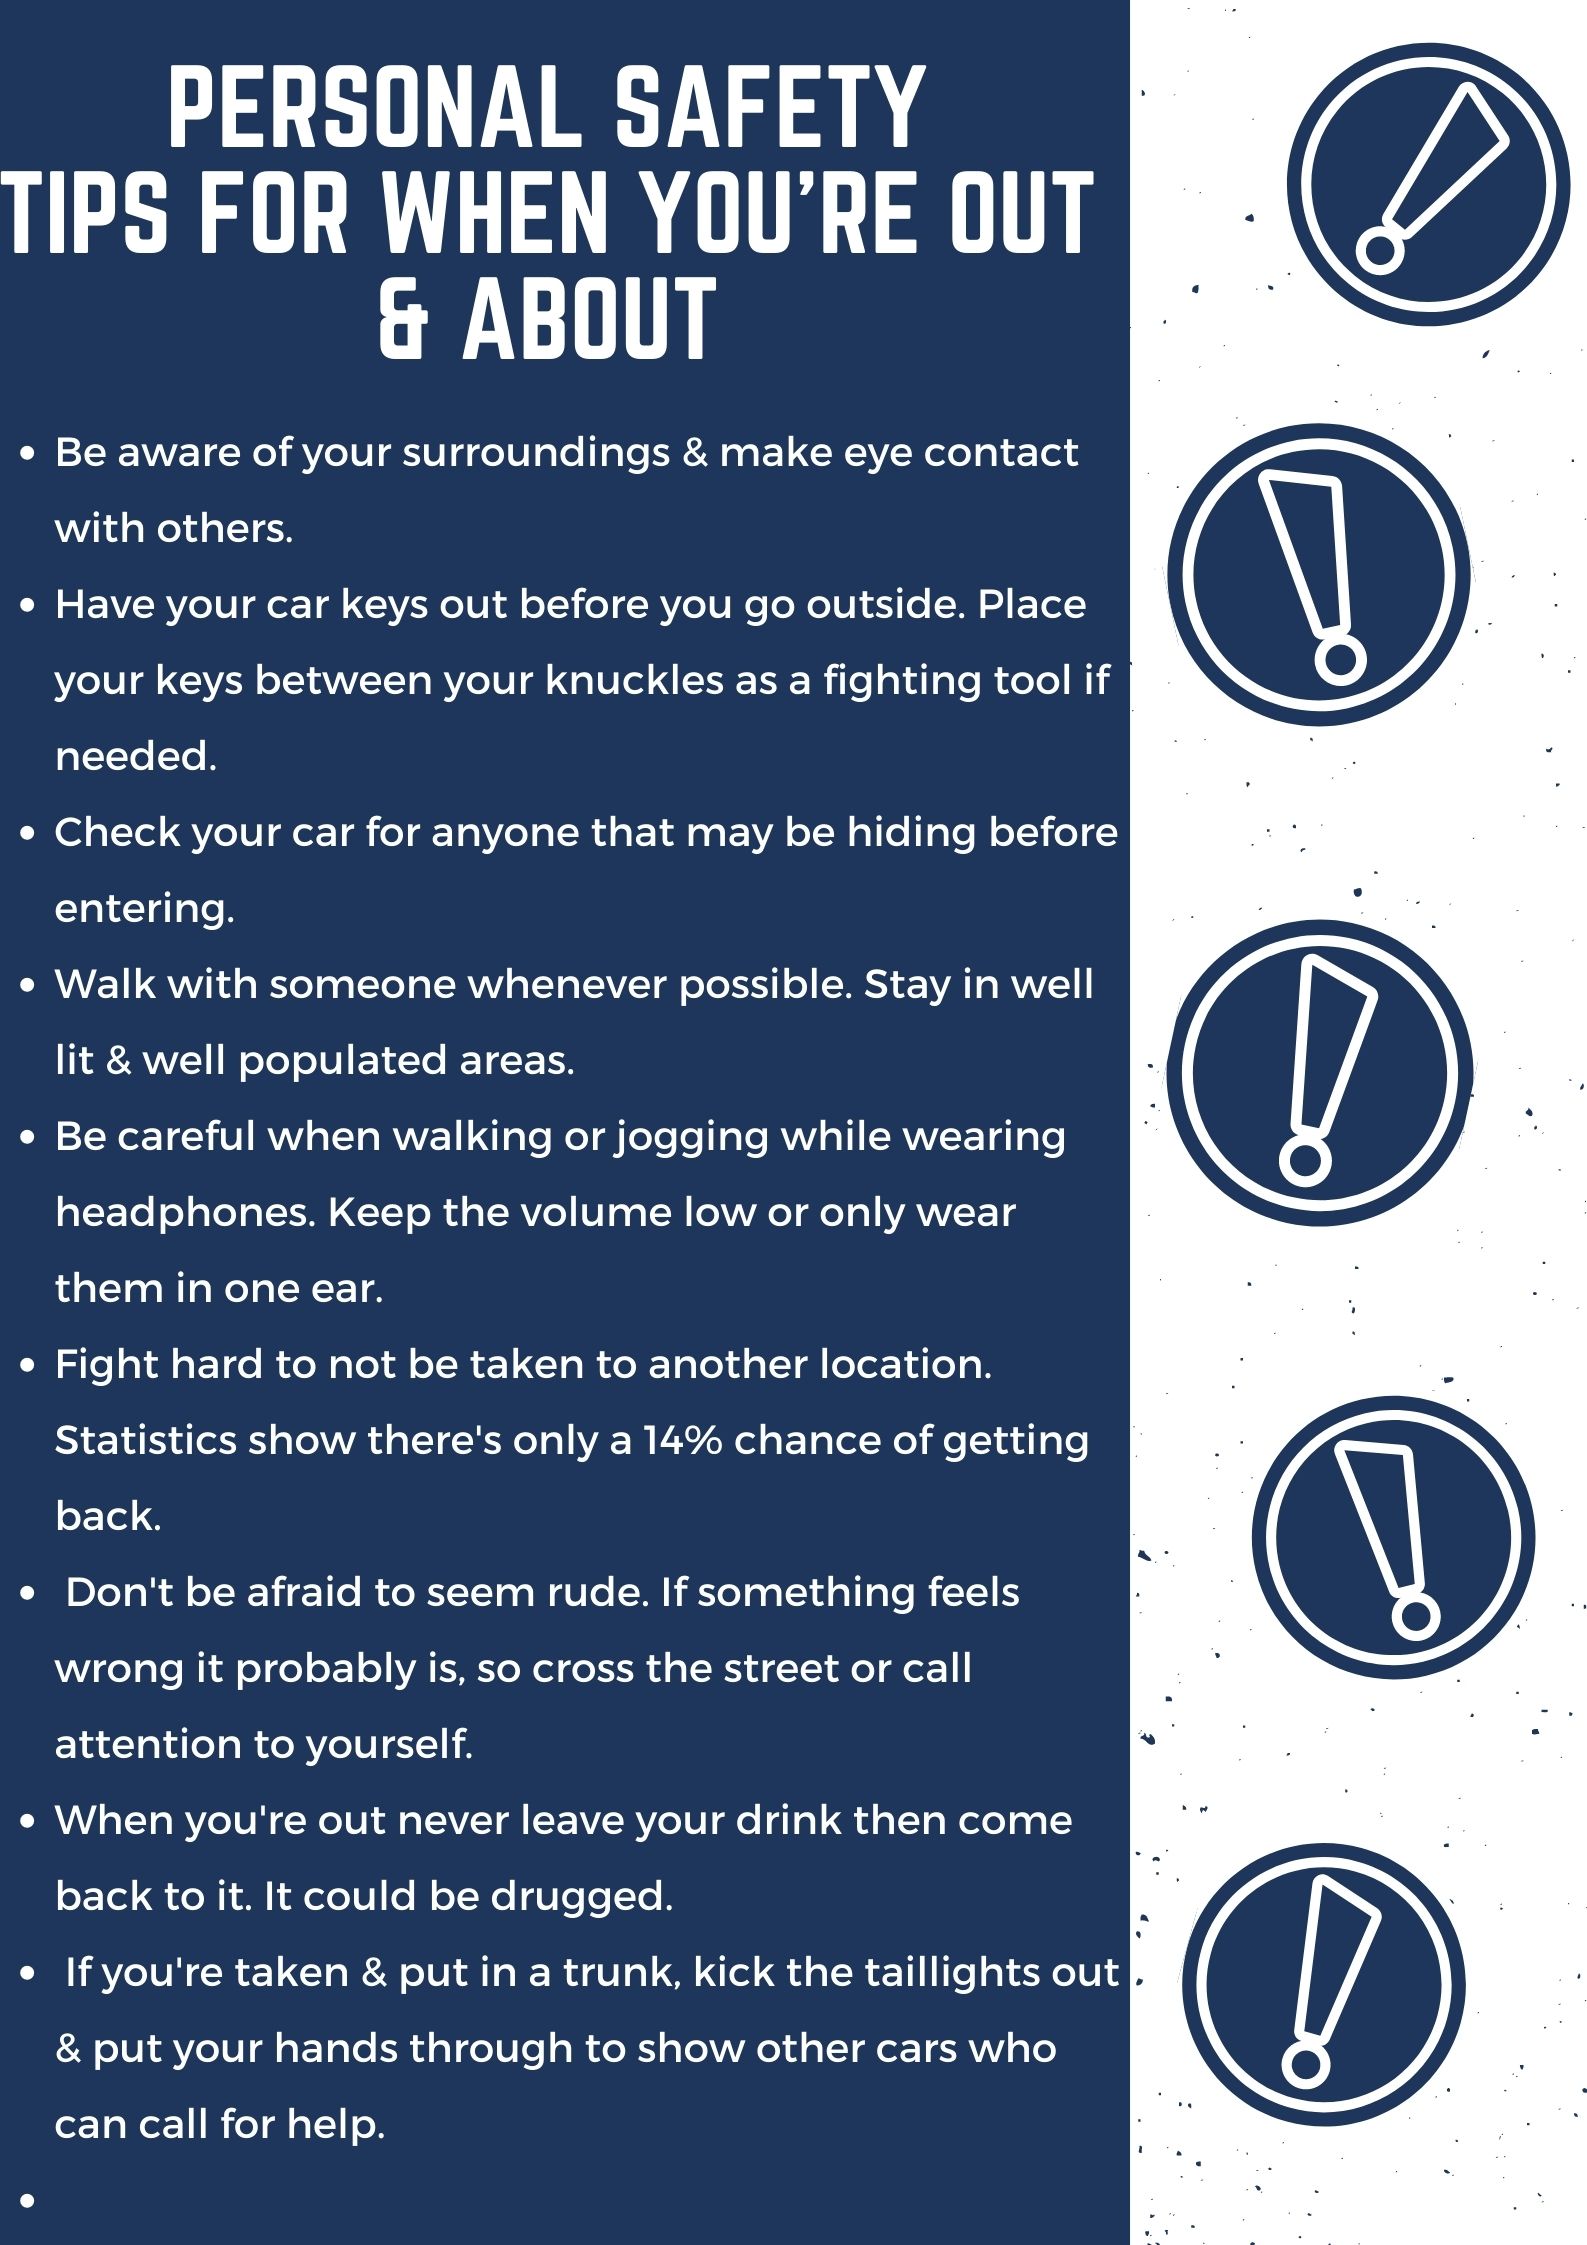 PERSONAL SAFETY
TIPS FOR WHEN YOU'RE OUT
& ABOUT
• Be aware of your surroundings & make eye contact
with others.
• Have your car keys out before you go outside. Place
your keys between your knuckles as a fighting tool if
needed.
• Check your car for anyone that may be hiding before
entering.
• Walk with someone whenever possible. Stay in well
lit & well populated areas.
• Be careful when walking or jogging while wearing
headphones. Keep the volume low or only wear
them in one ear.
• Fight hard to not be taken to another location.
Statistics show there's only a 14% chance of getting
back.
• Don't be afraid to seem rude. If something feels
wrong it probably is, so cross the street or call
attention to yourself.
• When you're out never leave your drink then come
back to it. It could be drugged.
• If you're taken & put in a trunk, kick the taillights out
& put your hands through to show other cars who
can call for help.
•